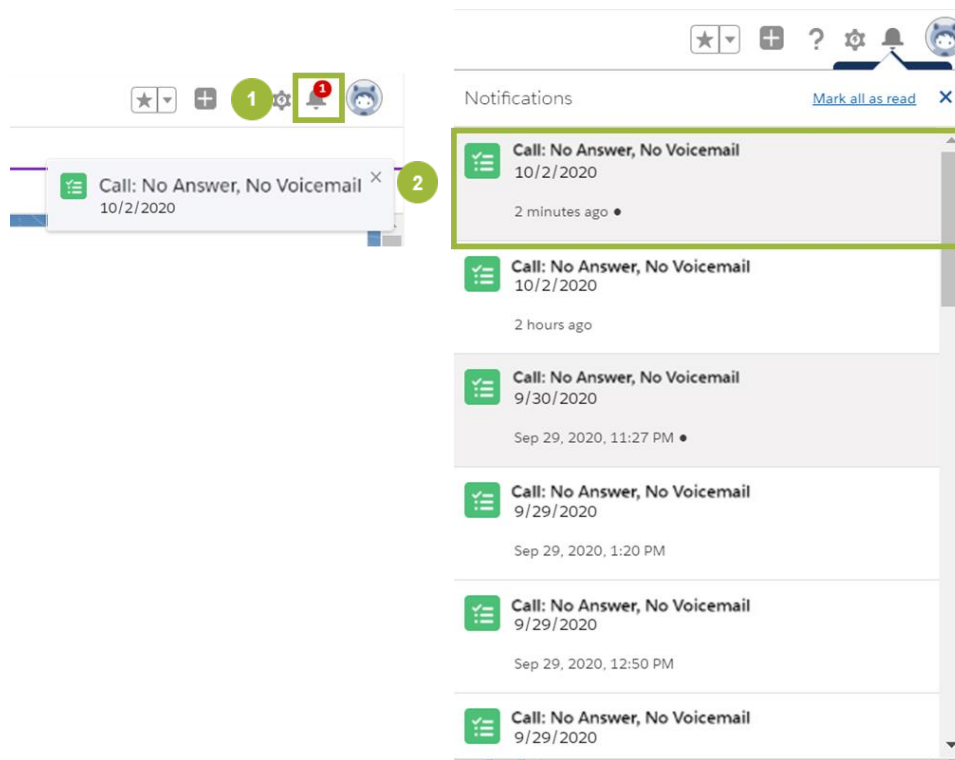 1
1
Call: No Answer, No Voicemail
10/2/2020
2
?
Notifications
Mark all as read
Call: No Answer, No Voicemail
10/2/2020
2 minutes ago
Call: No Answer, No Voicemail
10/2/2020
2 hours ago
Call: No Answer, No Voicemail
9/30/2020
Sep 29, 2020, 11:27 PM
Call: No Answer, No Voicemail
9/29/2020
Sep 29, 2020, 1:20 PM
Call: No Answer, No Voicemail
9/29/2020
Sep 29, 2020, 12:50 PM
Call: No Answer, No Voicemail
9/29/2020